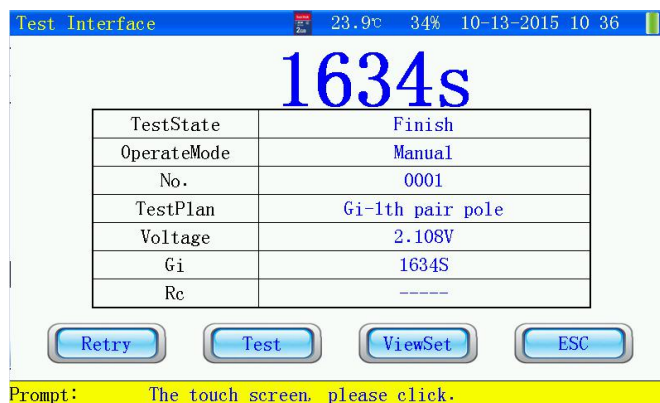 Test Interface 2GB 23.9℃ 34% 10-13-2015 10 36
1634s
TestState Finish
OperateMode Manual
No. 0001
TestPlan Gi-1th pair pole
Voltage 2.108V
Gi 1634S
Rc -----
Retry Test ViewSet ESC
Prompt: The touch screen, please click.